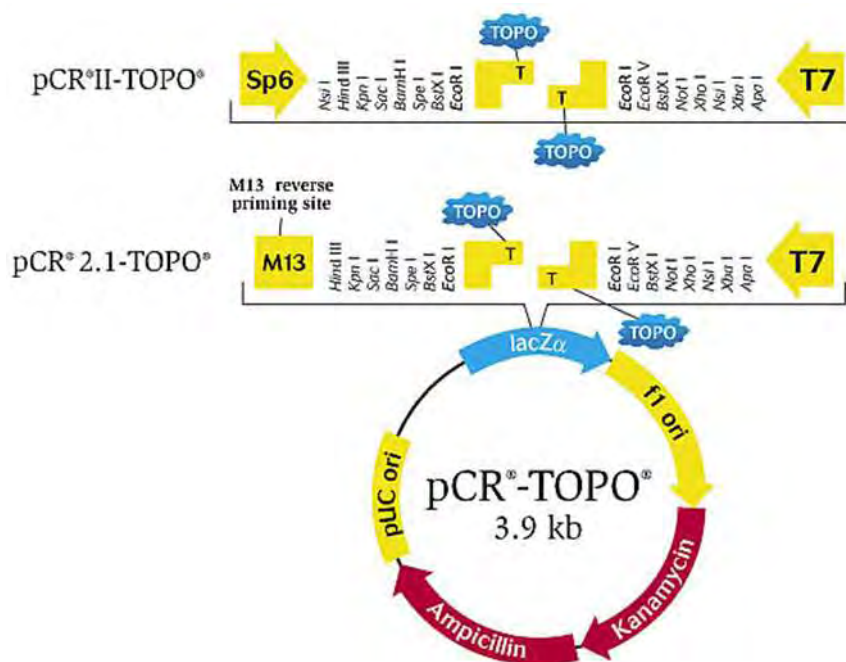 pCR®II-TOPO®
Sp6
Nsi I
Hind III
Kpn I
Sac I
BamH I
Spe I
BstX I
EcoR I
TOPO
T
T
TOPO
EcoR I
EcoR V
BstX I
Not I
Xho I
Nsi I
Xba I
Apa I
T7
M13 reverse
priming site
pCR® 2.1-TOPO®
M13
Hind III
Kpn I
Sac I
BamH I
Spe I
BstX I
EcoR I
TOPO
T
T
TOPO
EcoR I
EcoR V
BstX I
Not I
Xho I
Nsi I
Xba I
Apa I
T7
lacZα
f1 ori
pUC ori
pCR®-TOPO®
3.9 kb
Kanamycin
Ampicillin